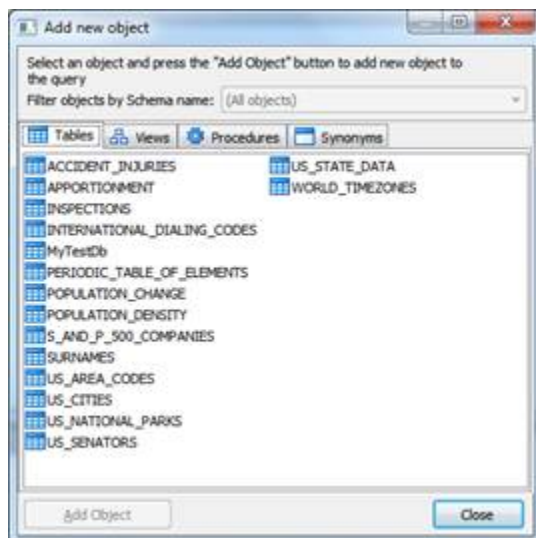 Add new object
Select an object and press the "Add Object" button to add new object to
the query
Filter objects by Schema name: (All objects)
Tables Views Procedures Synonyms
ACCIDENT_INJURIES
APPORTIONMENT
INSPECTIONS
INTERNATIONAL_DIALING_CODES
MyTestDb
PERIODIC_TABLE_OF_ELEMENTS
POPULATION_CHANGE
POPULATION_DENSITY
S_AND_P_500_COMPANIES
SURNAMES
US_AREA_CODES
US_CITIES
US_NATIONAL_PARKS
US_SENATORS
US_STATE_DATA
WORLD_TIMEZONES
Add Object Close